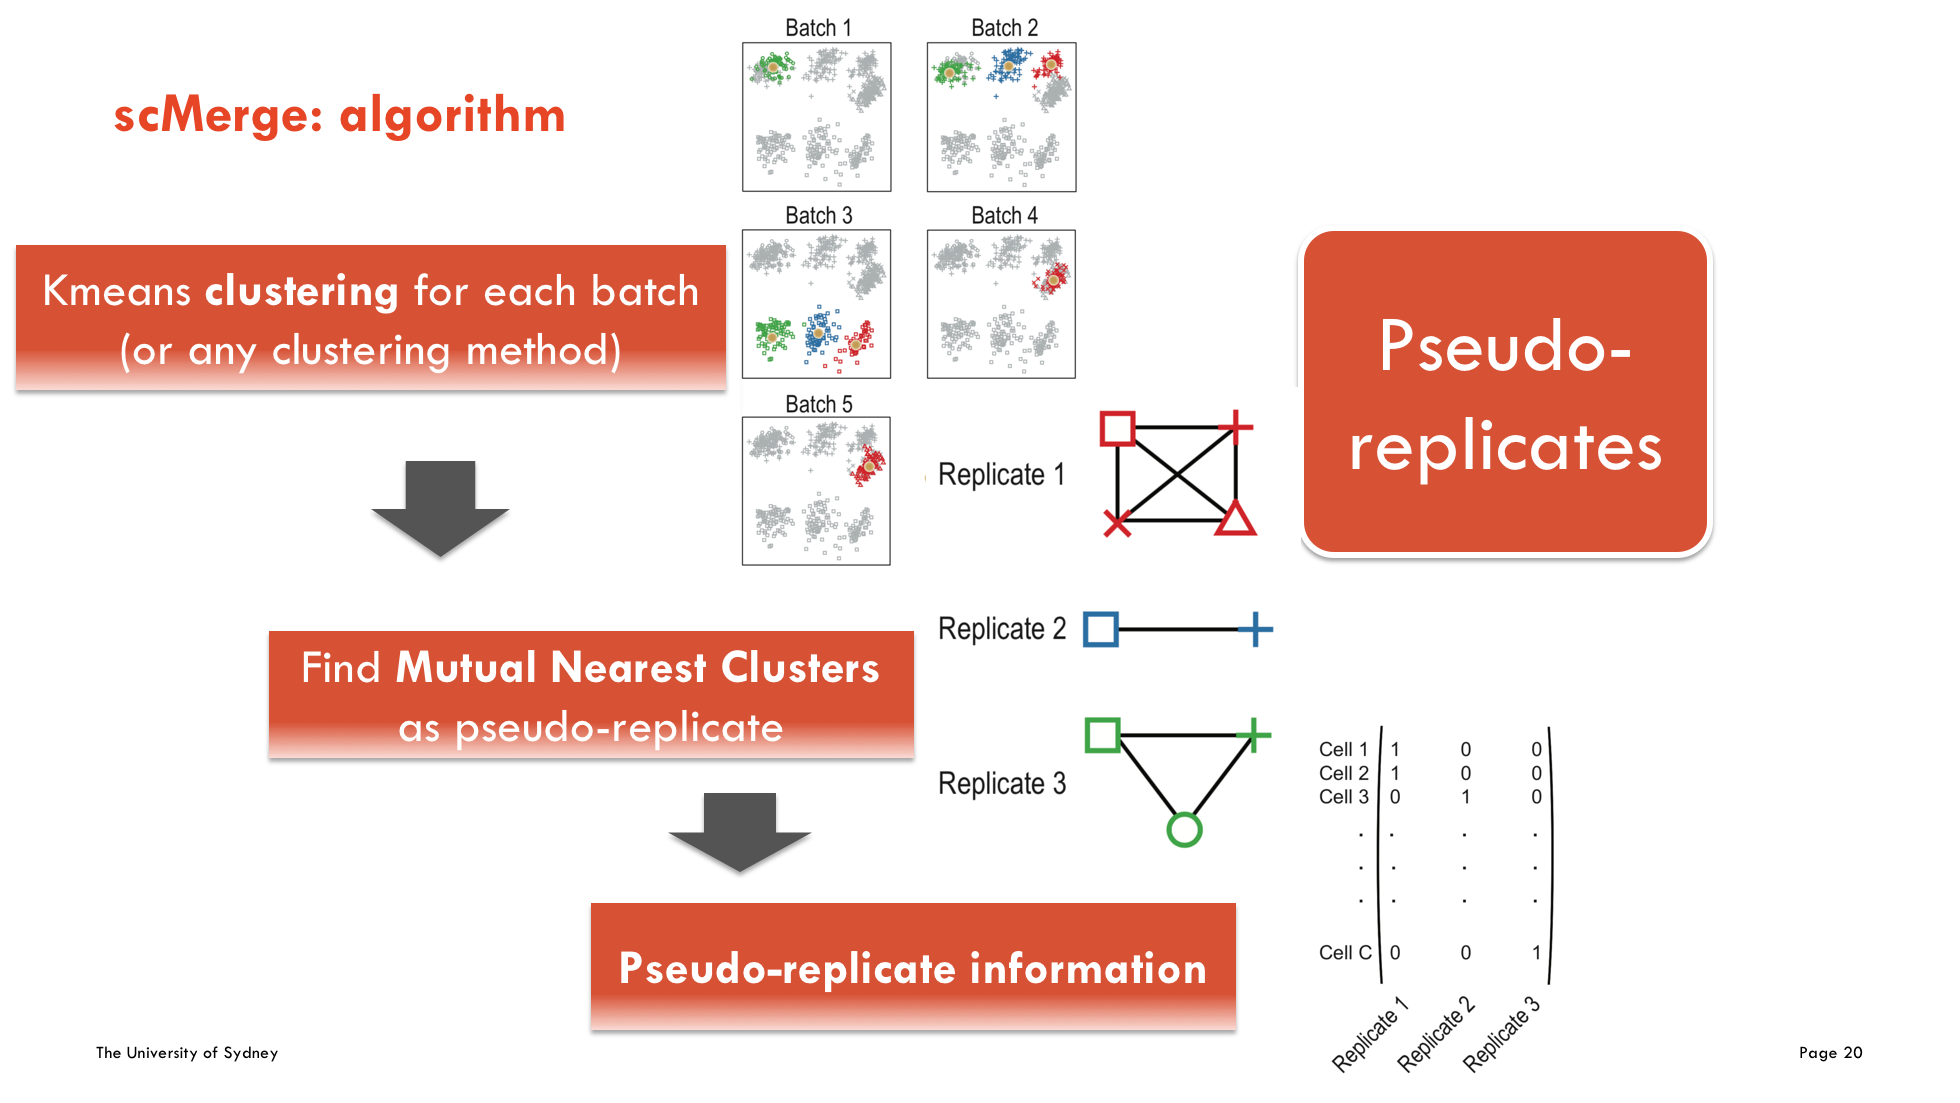 scMerge: algorithm
Batch 1
Batch 2
Kmeans clustering for each batch
(or any clustering method)
Batch 3
Batch 4
Batch 5
Pseudo-
replicates
Replicate 1
Replicate 2
Replicate 3
Find Mutual Nearest Clusters
as pseudo-replicate
Pseudo-replicate information
Cell 1 1 0 0
Cell 2 1 0 0
Cell 3 0 1 0
. . . .
. . . .
. . . .
Cell C 0 0 1
Replicate 1
Replicate 2
Replicate 3
The University of Sydney
Page 20